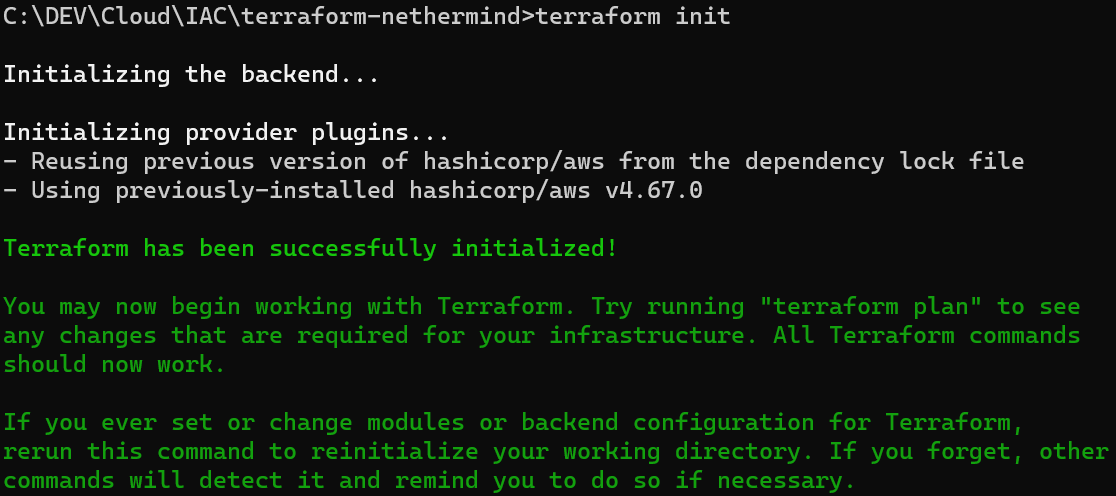 C:\DEV\Cloud\IAC\terraform-nethermind>terraform init
Initializing the backend...
Initializing provider plugins...
- Reusing previous version of hashicorp/aws from the dependency lock file
- Using previously-installed hashicorp/aws v4.67.0
Terraform has been successfully initialized!
You may now begin working with Terraform. Try running "terraform plan" to see
any changes that are required for your infrastructure. All Terraform commands
should now work.
If you ever set or change modules or backend configuration for Terraform,
rerun this command to reinitialize your working directory. If you forget, other
commands will detect it and remind you to do so if necessary.